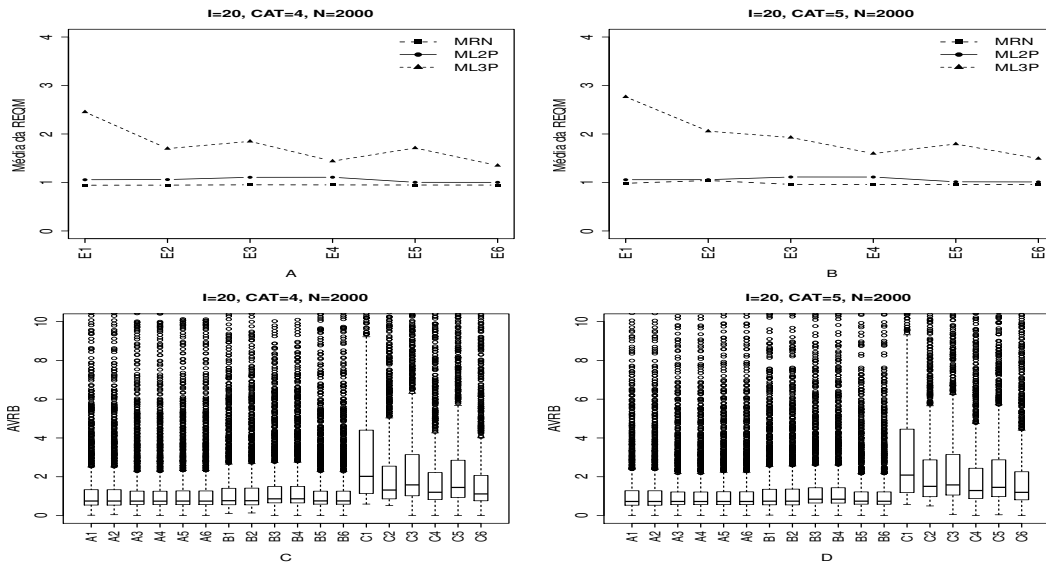 I=20, CAT=4, N=2000
Média da REQM
4
3
2
1
0
MRN
ML2P
ML3P
E1 E2 E3 E4 E5 E6
A
I=20, CAT=5, N=2000
Média da REQM
4
3
2
1
0
MRN
ML2P
ML3P
E1 E2 E3 E4 E5 E6
B
I=20, CAT=4, N=2000
AVRB
10
8
6
4
2
0
A1 A2 A3 A4 A5 A6 B1 B2 B3 B4 B5 B6 C1 C2 C3 C4 C5 C6
C
I=20, CAT=5, N=2000
AVRB
10
8
6
4
2
0
A1 A2 A3 A4 A5 A6 B1 B2 B3 B4 B5 B6 C1 C2 C3 C4 C5 C6
D